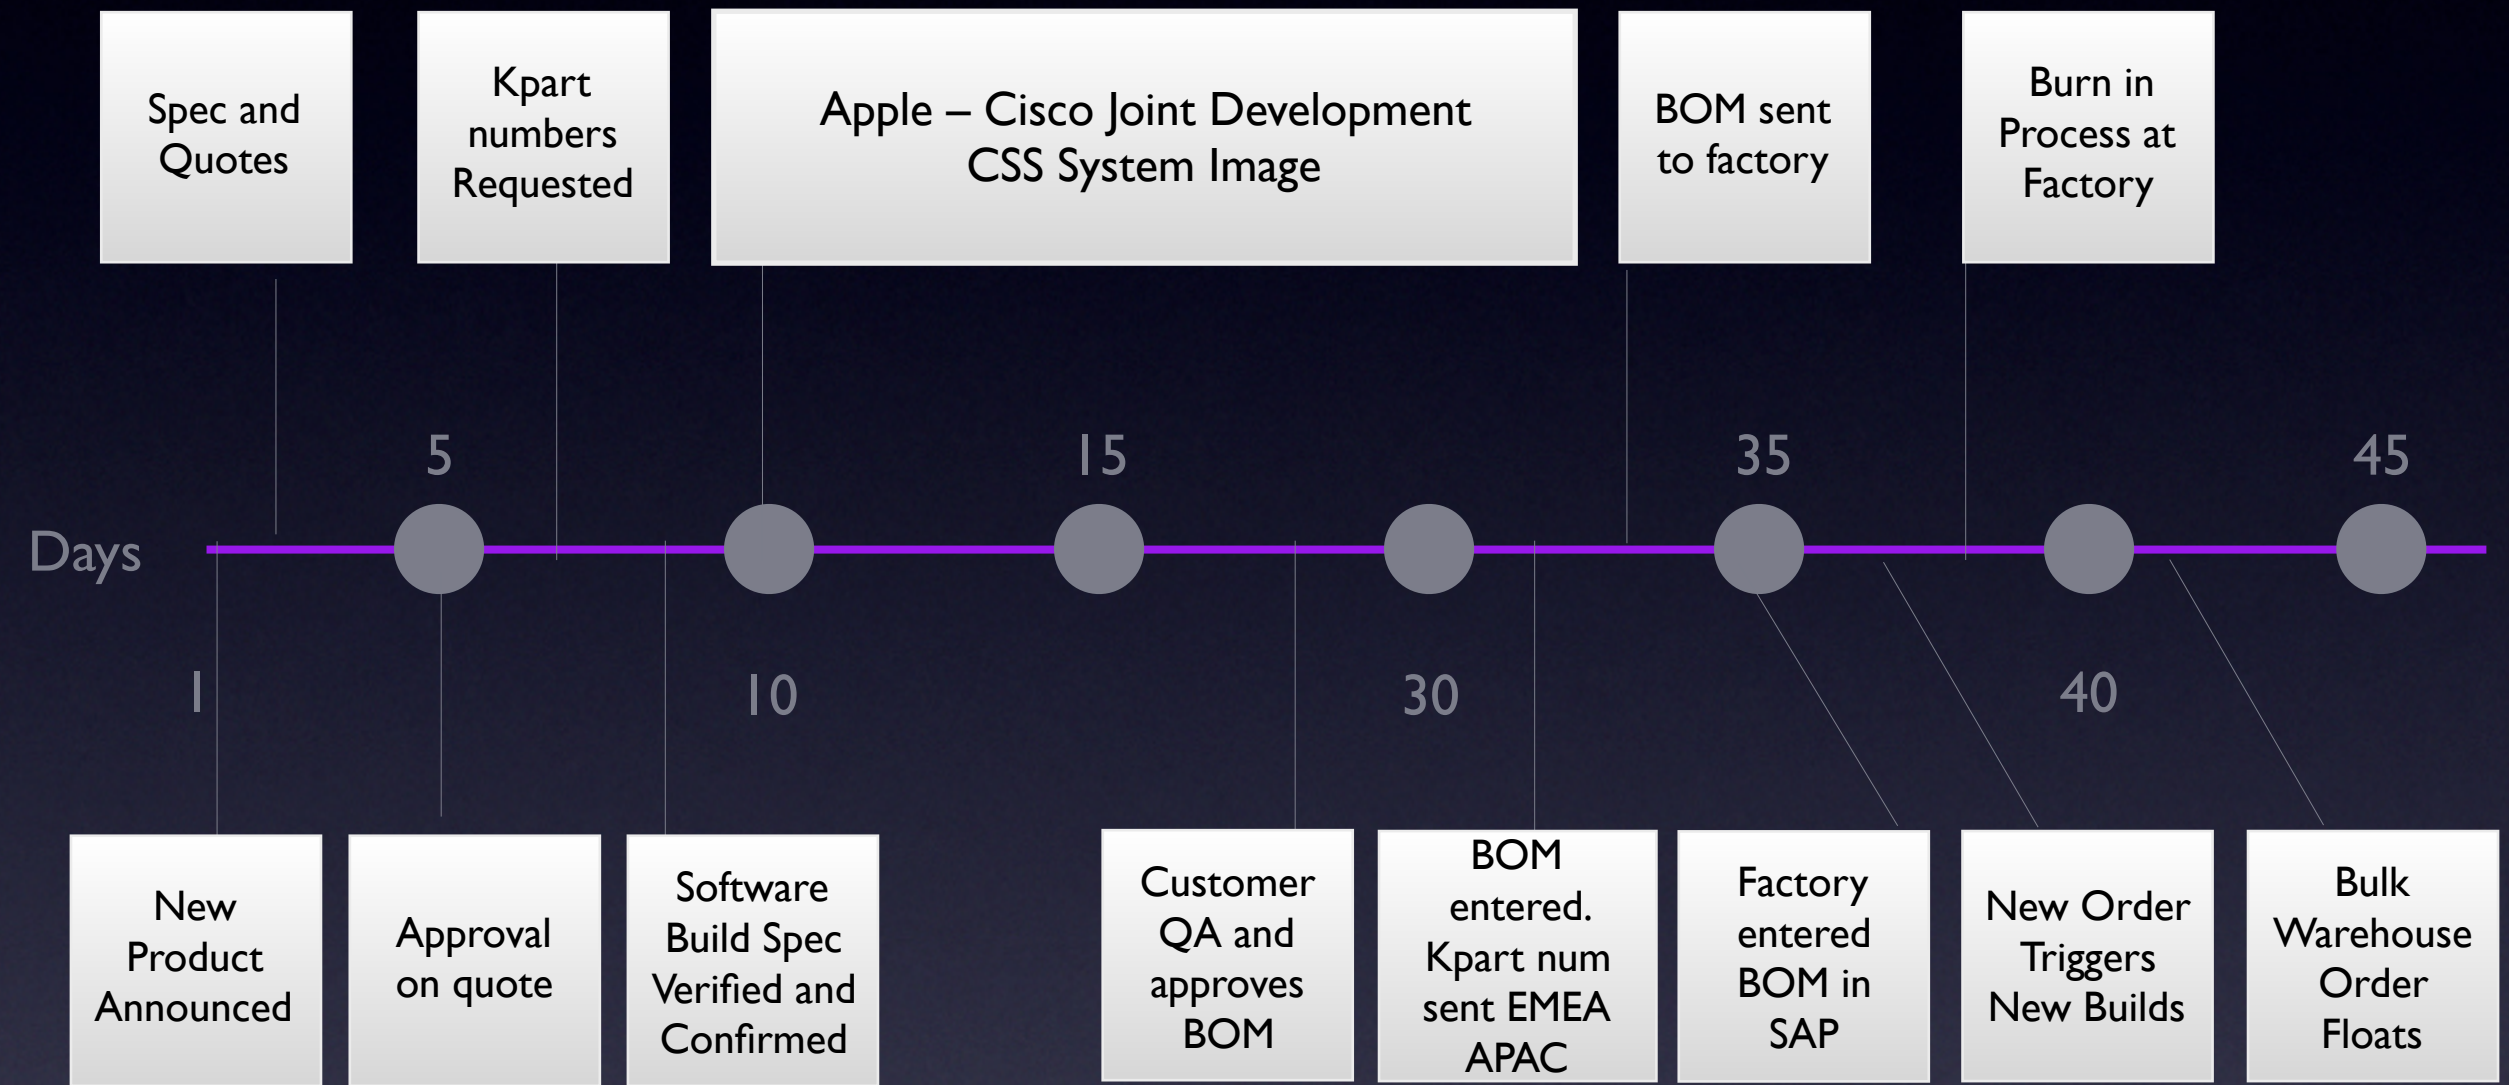 Spec and
Quotes
Kpart
numbers
Requested
Apple – Cisco Joint Development
CSS System Image
BOM sent
to factory
Burn in
Process at
Factory
5
15
35
45
Days
1
10
30
40
New
Product
Announced
Approval
on quote
Software
Build Spec
Verified and
Confirmed
Customer
QA and
approves
BOM
BOM
entered.
Kpart num
sent EMEA
APAC
Factory
entered
BOM in
SAP
New Order
Triggers
New Builds
Bulk
Warehouse
Order
Floats